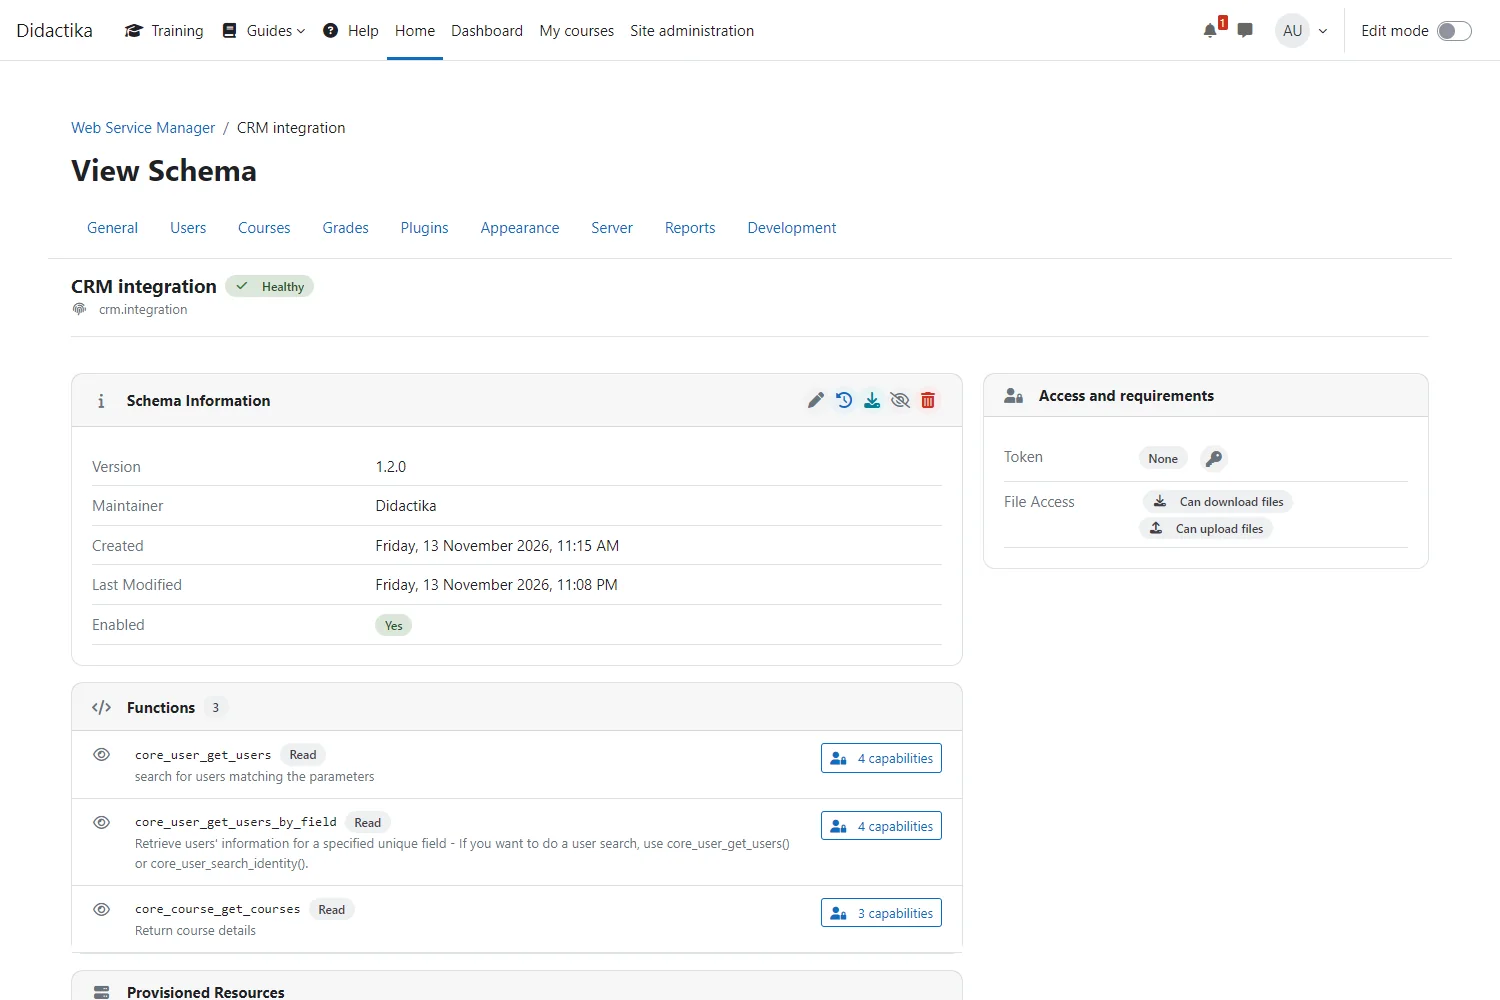 Didactika
Training
Guides
Help
Home
Dashboard
My courses
Site administration
1
AU
Edit mode
Web Service Manager / CRM integration
View Schema
General
Users
Courses
Grades
Plugins
Appearance
Server
Reports
Development
CRM integration
Healthy
crm.integration
Schema Information
Version 1.2.0
Maintainer Didactika
Created Friday, 13 November 2026, 11:15 AM
Last Modified Friday, 13 November 2026, 11:08 PM
Enabled Yes
Access and requirements
Token None
File Access Can download files
Can upload files
Functions 3
core_user_get_users Read
search for users matching the parameters
4 capabilities
core_user_get_users_by_field Read
Retrieve users' information for a specified unique field - If you want to do a user search, use core_user_get_users()
or core_user_search_identity().
4 capabilities
core_course_get_courses Read
Return course details
3 capabilities
Provisioned Resources